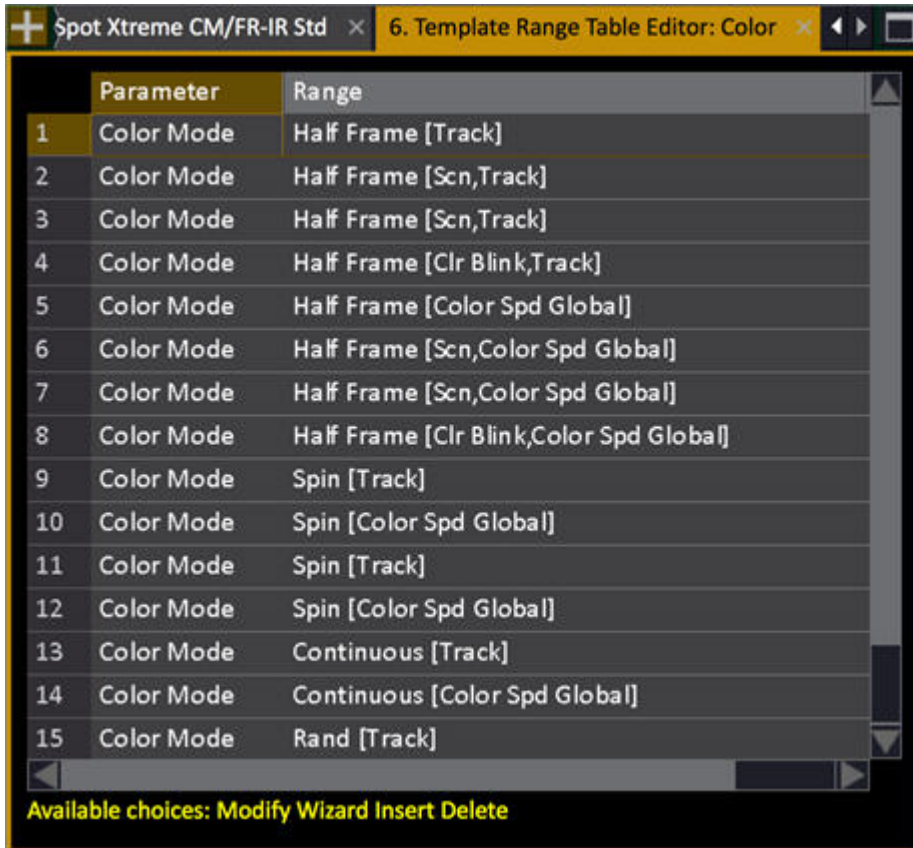 Spot Xtreme CM/FR-IR Std × 6. Template Range Table Editor: Color ×
Parameter Range
1 Color Mode Half Frame [Track]
2 Color Mode Half Frame [Scn,Track]
3 Color Mode Half Frame [Scn,Track]
4 Color Mode Half Frame [Clr Blink,Track]
5 Color Mode Half Frame [Color Spd Global]
6 Color Mode Half Frame [Scn,Color Spd Global]
7 Color Mode Half Frame [Scn,Color Spd Global]
8 Color Mode Half Frame [Clr Blink,Color Spd Global]
9 Color Mode Spin [Track]
10 Color Mode Spin [Color Spd Global]
11 Color Mode Spin [Track]
12 Color Mode Spin [Color Spd Global]
13 Color Mode Continuous [Track]
14 Color Mode Continuous [Color Spd Global]
15 Color Mode Rand [Track]
Available choices: Modify Wizard Insert Delete